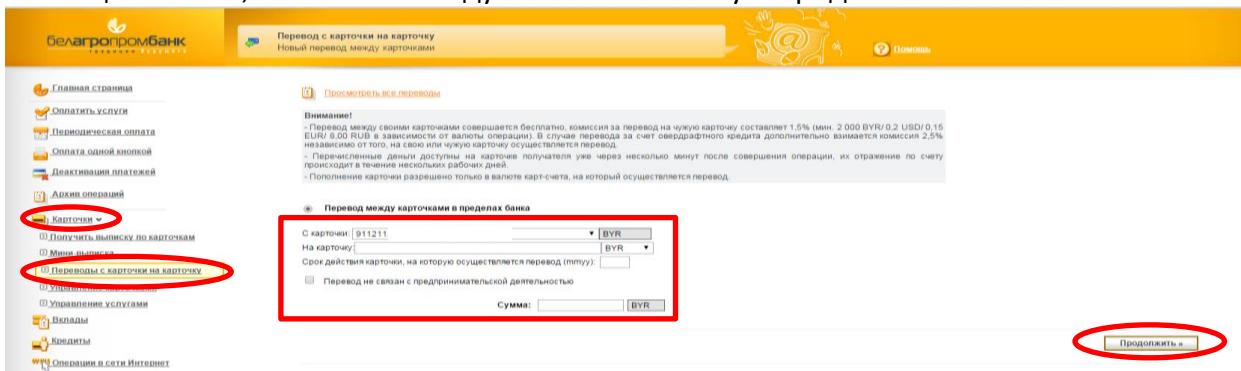 белагропромбанк
Перевод с карточки на карточку
Новый перевод между карточками
Помощь
Главная страница
Оплатить услуги
Периодическая оплата
Оплата одной кнопкой
Деактивация платежей
Архив операций
Карточки
Получить выписку по карточкам
Мини-выписка
Переводы с карточки на карточку
Управление услугами
Вклады
Кредиты
Операции в сети Интернет
Просмотреть все переводы
Внимание!
- Перевод между своими карточками совершается бесплатно, комиссия за перевод на чужую карточку составляет 1,5% (мин. 2 000 BYR/ 0,2 USD/ 0,15
EUR/ 6,00 RUB в зависимости от валюты операции). В случае перевода за счет овердрафтного кредита дополнительно взимается комиссия 2,5%
независимо от того, на свою или чужую карточку осуществляется перевод.
- Перечисленные деньги доступны на карточке получателя уже через несколько минут после совершения операции, их отражение по счету
происходит в течение нескольких рабочих дней.
- Пополнение карточки разрешено только в валюте карт-счета, на который осуществляется перевод.
Перевод между карточками в пределах банка
С карточки: 911211 BYR
На карточку: BYR
Срок действия карточки, на которую осуществляется перевод (mmyy):
Перевод не связан с предпринимательской деятельностью
Сумма: BYR
Продолжить »